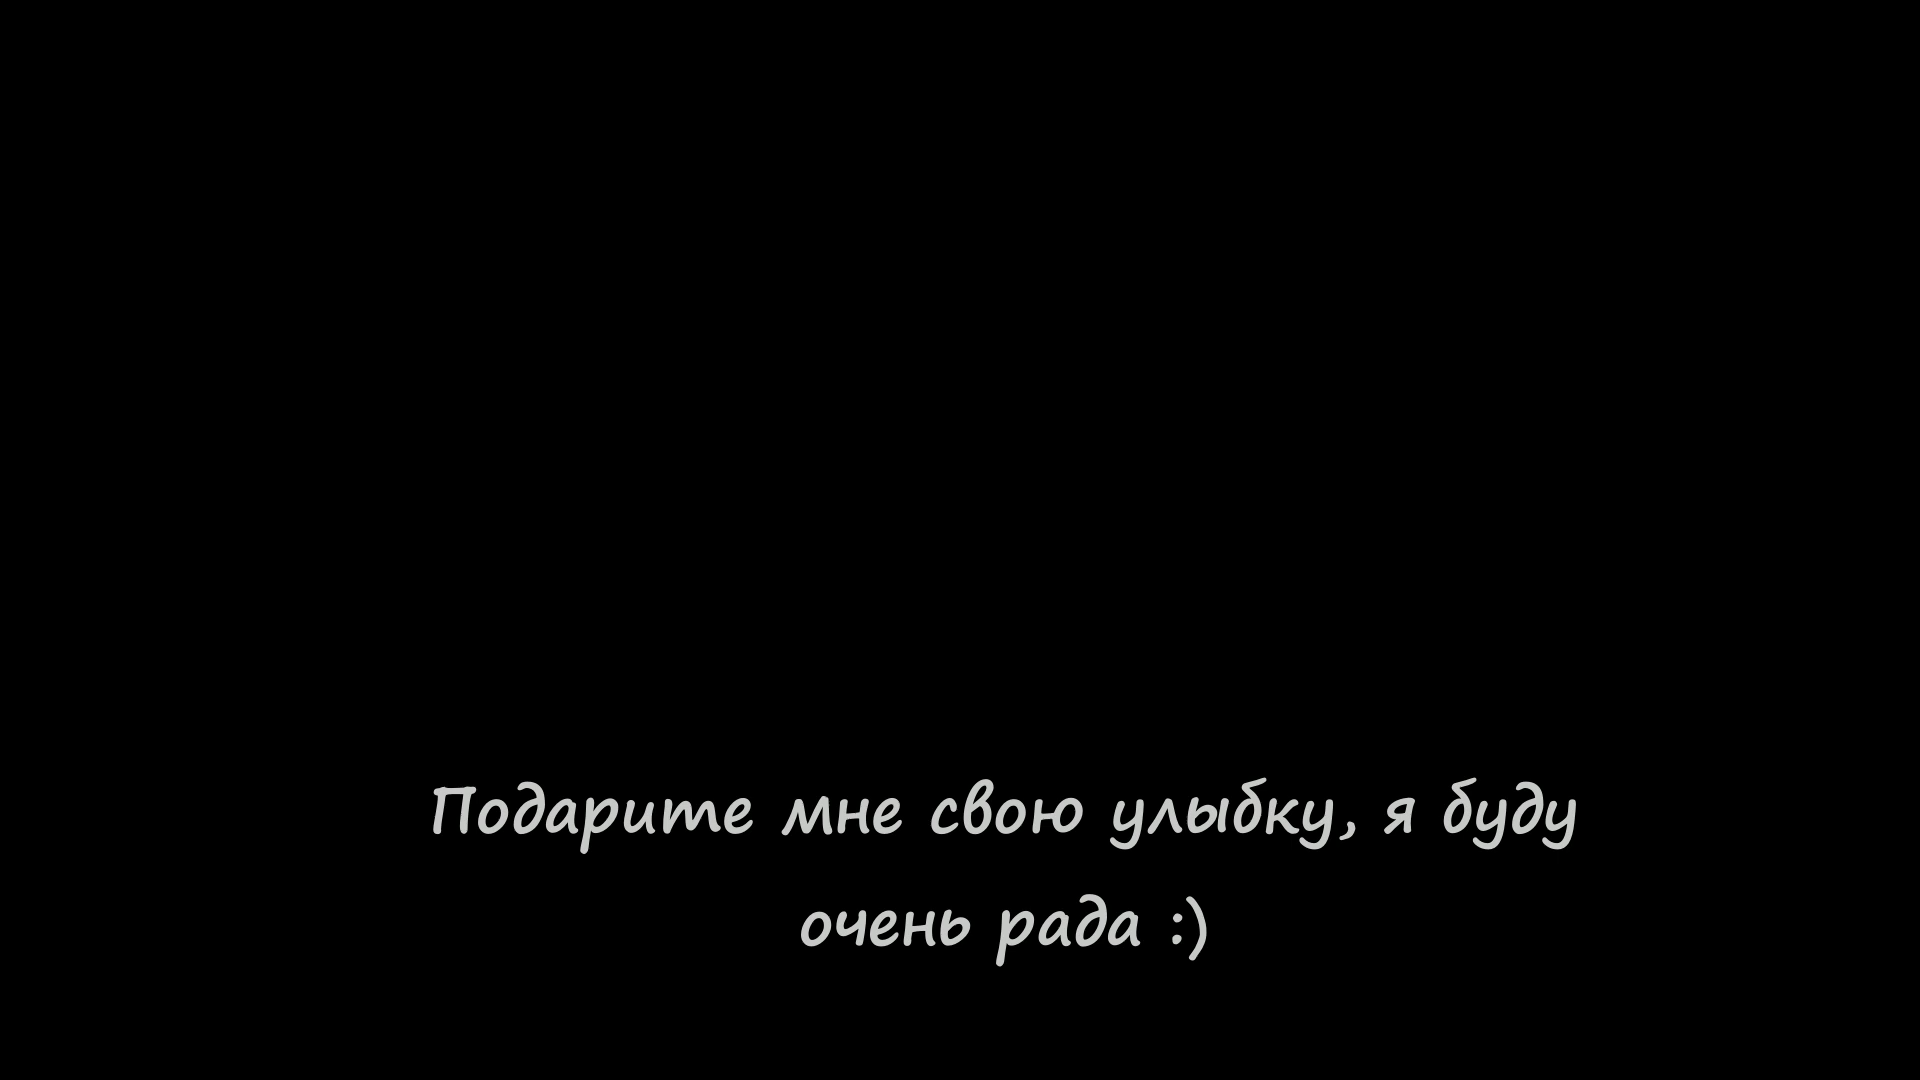 Подарите мне свою улыбку, я буду
очень рада :)